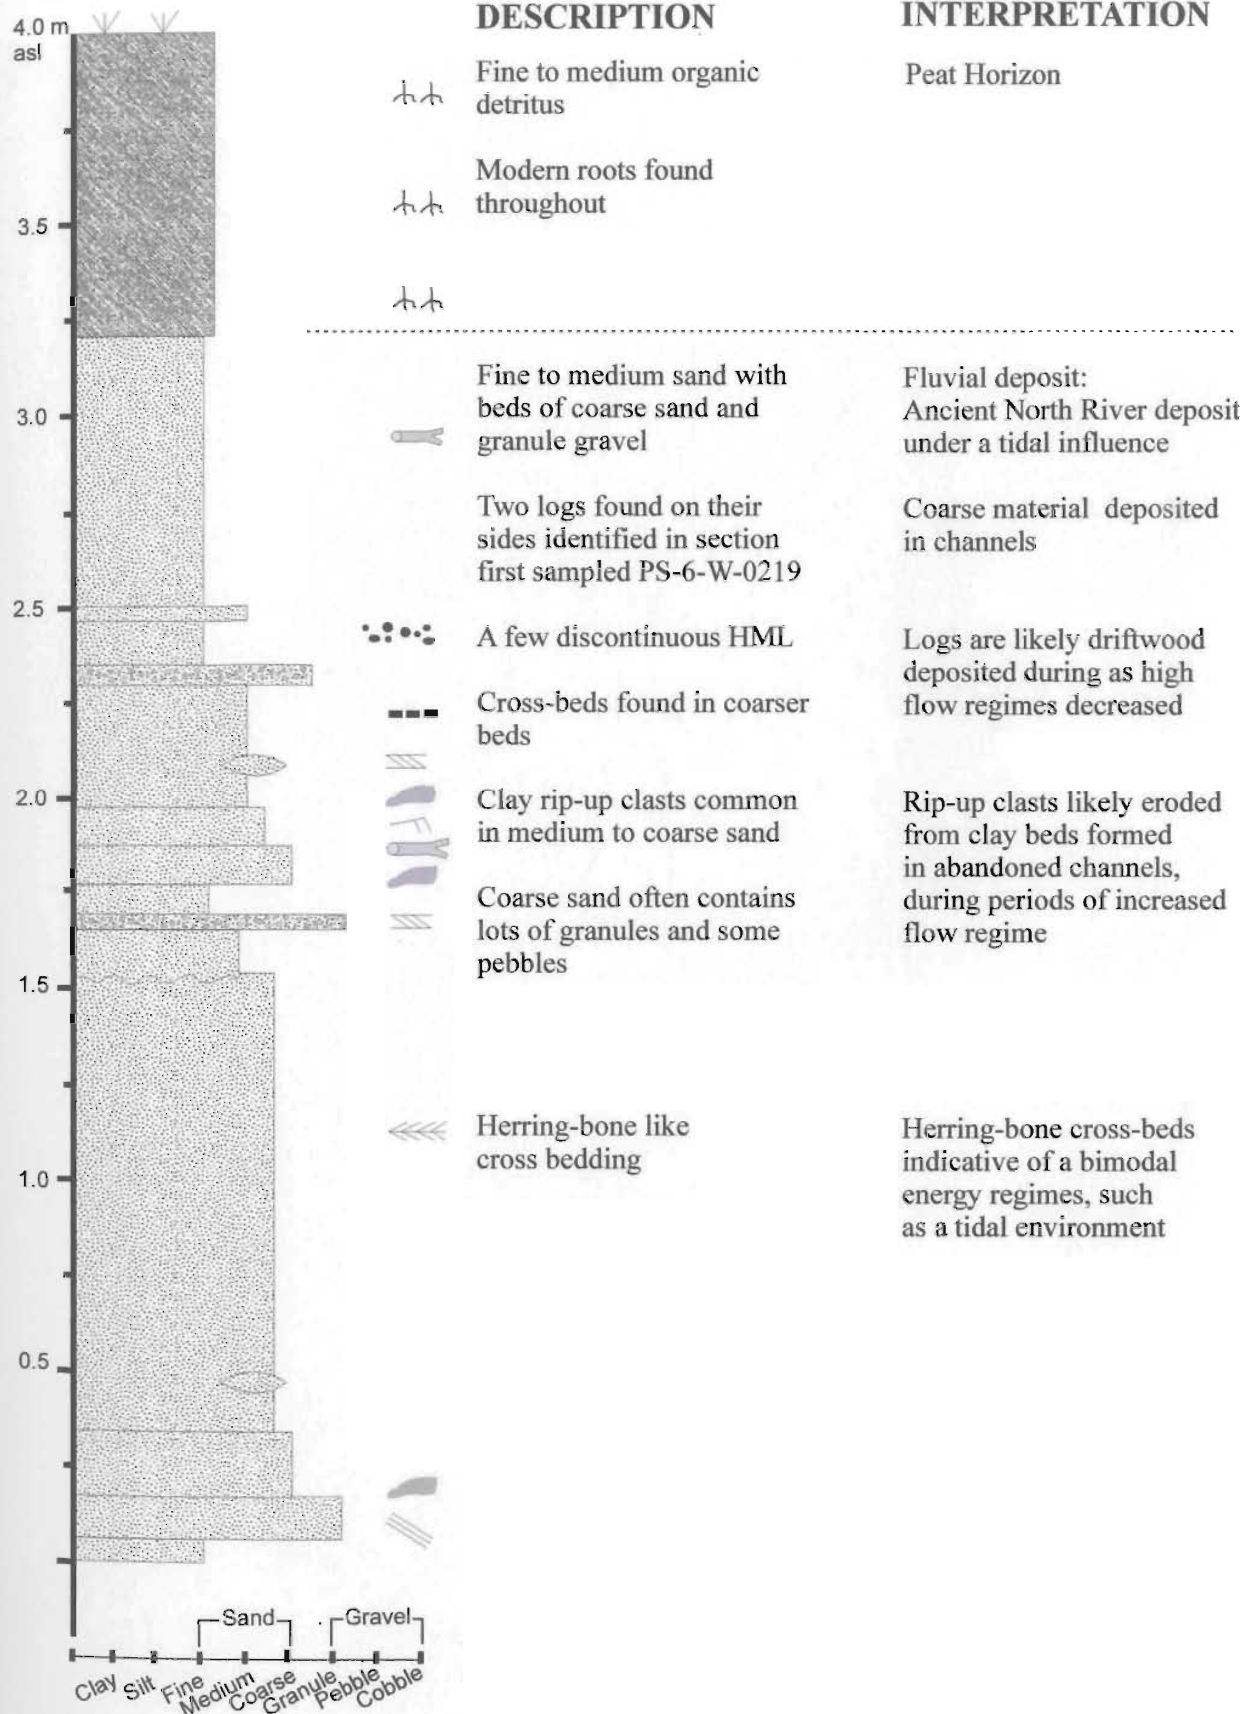 DESCRIPTION
INTERPRETATION
4.0 m
asl
Fine to medium organic
detritus
Peat Horizon
Modern roots found
throughout
3.5
Fine to medium sand with
beds of coarse sand and
granule gravel
Fluvial deposit:
Ancient North River deposit
under a tidal influence
3.0
Two logs found on their
sides identified in section
first sampled PS-6-W-0219
Coarse material deposited
in channels
2.5
A few discontinuous HML
Logs are likely driftwood
deposited during as high
flow regimes decreased
Cross-beds found in coarser
beds
2.0
Clay rip-up clasts common
in medium to coarse sand
Rip-up clasts likely eroded
from clay beds formed
in abandoned channels,
during periods of increased
flow regime
Coarse sand often contains
lots of granules and some
pebbles
1.5
Herring-bone like
cross bedding
Herring-bone cross-beds
indicative of a bimodal
energy regimes, such
as a tidal environment
1.0
0.5
Sand
Gravel
Clay
Silt
Fine
Medium
Coarse
Granule
Pebble
Cobble